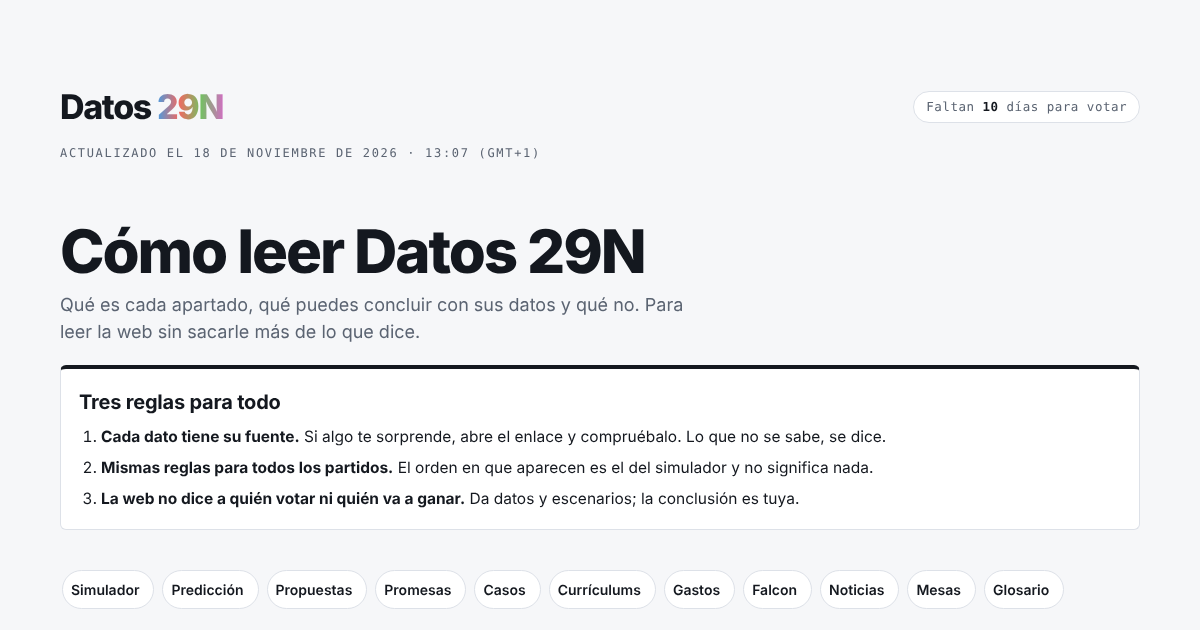 Datos 29N
Faltan 10 días para votar
ACTUALIZADO EL 18 DE NOVIEMBRE DE 2026 · 13:07 (GMT+1)
Cómo leer Datos 29N
Qué es cada apartado, qué puedes concluir con sus datos y qué no. Para
leer la web sin sacarle más de lo que dice.
Tres reglas para todo
1. Cada dato tiene su fuente. Si algo te sorprende, abre el enlace y compruébalo. Lo que no se sabe, se dice.
2. Mismas reglas para todos los partidos. El orden en que aparecen es el del simulador y no significa nada.
3. La web no dice a quién votar ni quién va a ganar. Da datos y escenarios; la conclusión es tuya.
Simulador Predicción Propuestas Promesas Casos Currículums Gastos Falcon Noticias Mesas Glosario